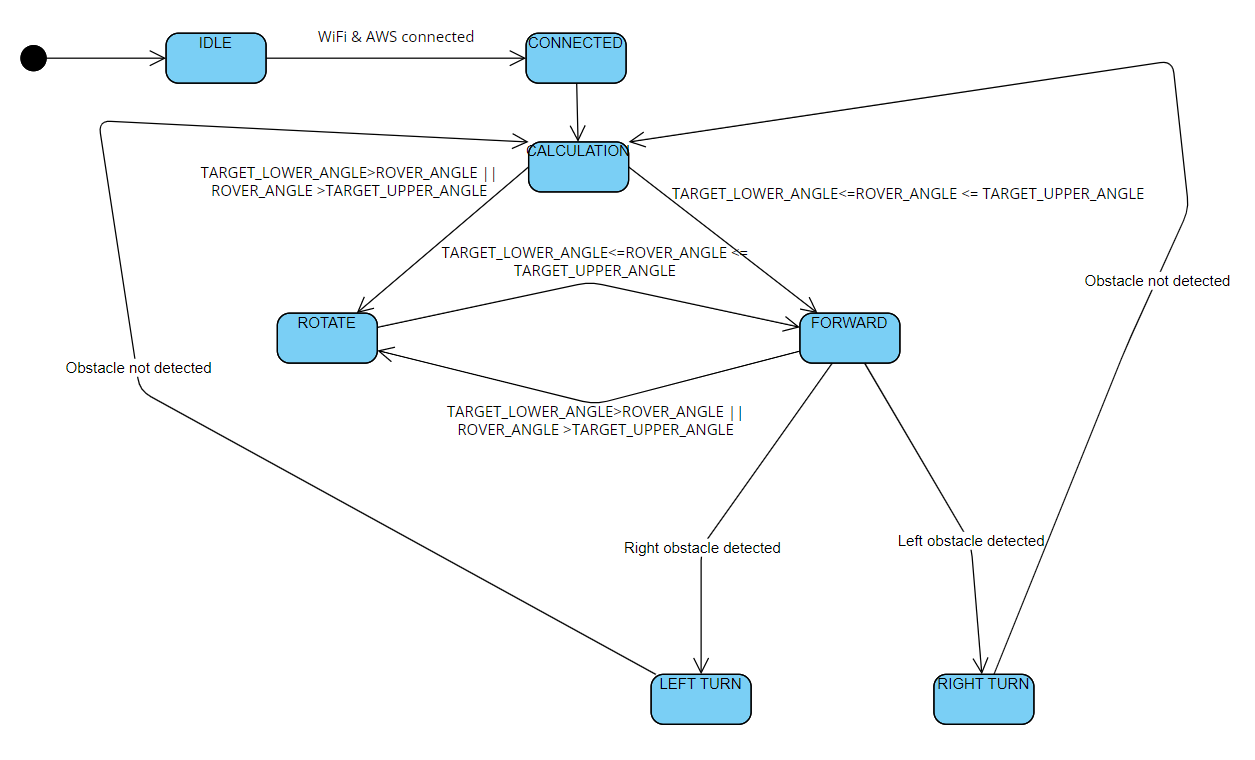 IDLE
WiFi & AWS connected
CONNECTED
CALCULATION
TARGET_LOWER_ANGLE>ROVER_ANGLE ||
ROVER_ANGLE >TARGET_UPPER_ANGLE
TARGET_LOWER_ANGLE<=ROVER_ANGLE <= TARGET_UPPER_ANGLE
TARGET_LOWER_ANGLE<=ROVER_ANGLE <=
TARGET_UPPER_ANGLE
Obstacle not detected
ROTATE
FORWARD
Obstacle not detected
TARGET_LOWER_ANGLE>ROVER_ANGLE ||
ROVER_ANGLE >TARGET_UPPER_ANGLE
Right obstacle detected
Left obstacle detected
LEFT TURN
RIGHT TURN